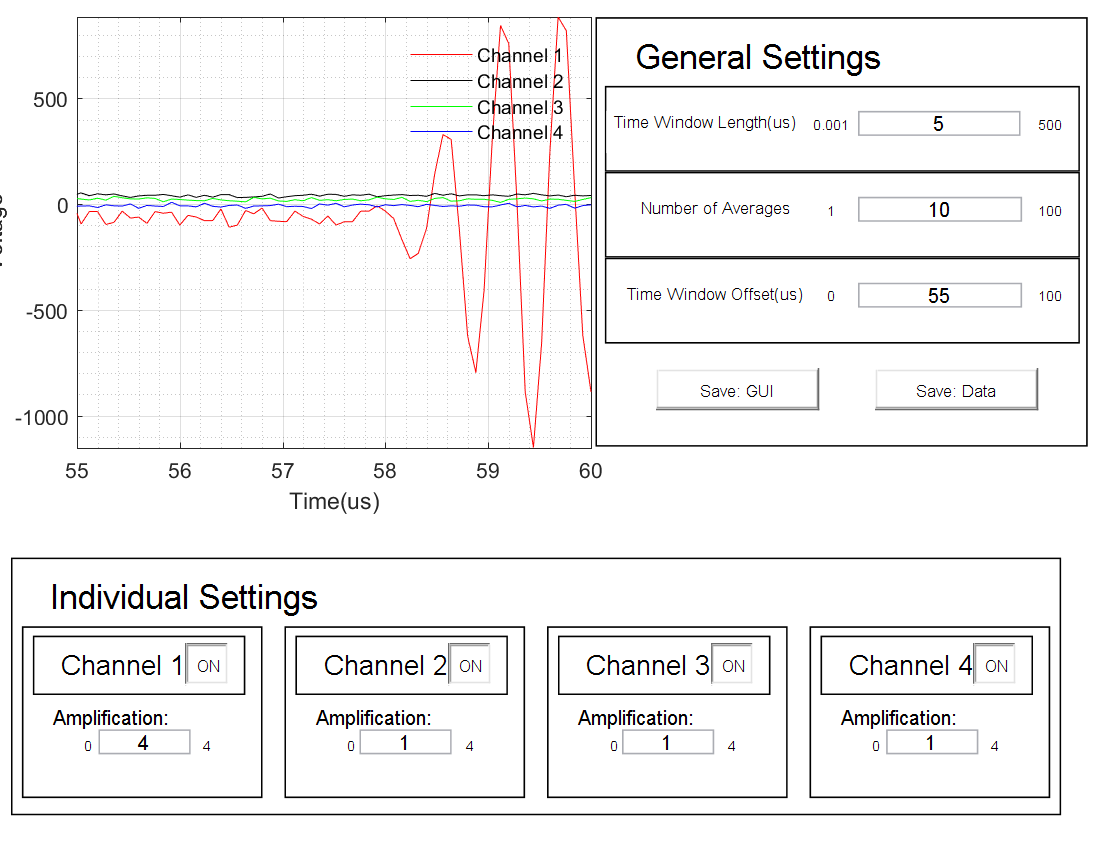 Channel 1
Channel 2
Channel 3
Channel 4
500
0
-500
-1000
55 56 57 58 59 60
Time(us)
General Settings
Time Window Length(us) 0.001 5 500
Number of Averages 1 10 100
Time Window Offset(us) 0 55 100
Save: GUI Save: Data
Individual Settings
Channel 1 ON Channel 2 ON Channel 3 ON Channel 4 ON
Amplification: Amplification: Amplification: Amplification:
0 4 4 0 1 4 0 1 4 0 1 4